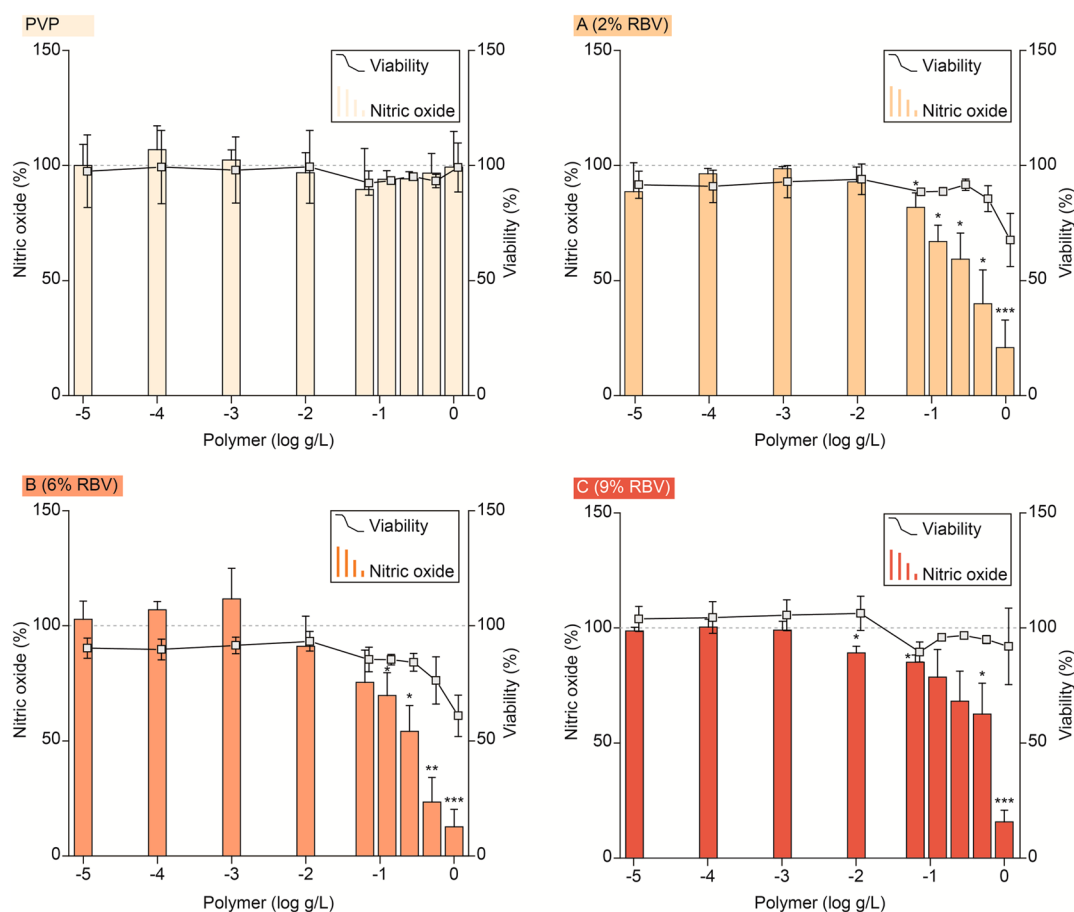 PVP
150
100
50
0
Nitric oxide (%)
150
100
50
0
Viability (%)
Viability
Nitric oxide
-5 -4 -3 -2 -1 0
Polymer (log g/L)
A (2% RBV)
150
100
50
0
Nitric oxide (%)
150
100
50
0
Viability (%)
Viability
Nitric oxide
* * * * ***
-5 -4 -3 -2 -1 0
Polymer (log g/L)
B (6% RBV)
150
100
50
0
Nitric oxide (%)
150
100
50
0
Viability (%)
Viability
Nitric oxide
* * ** ***
-5 -4 -3 -2 -1 0
Polymer (log g/L)
C (9% RBV)
150
100
50
0
Nitric oxide (%)
150
100
50
0
Viability (%)
Viability
Nitric oxide
* * * ***
-5 -4 -3 -2 -1 0
Polymer (log g/L)